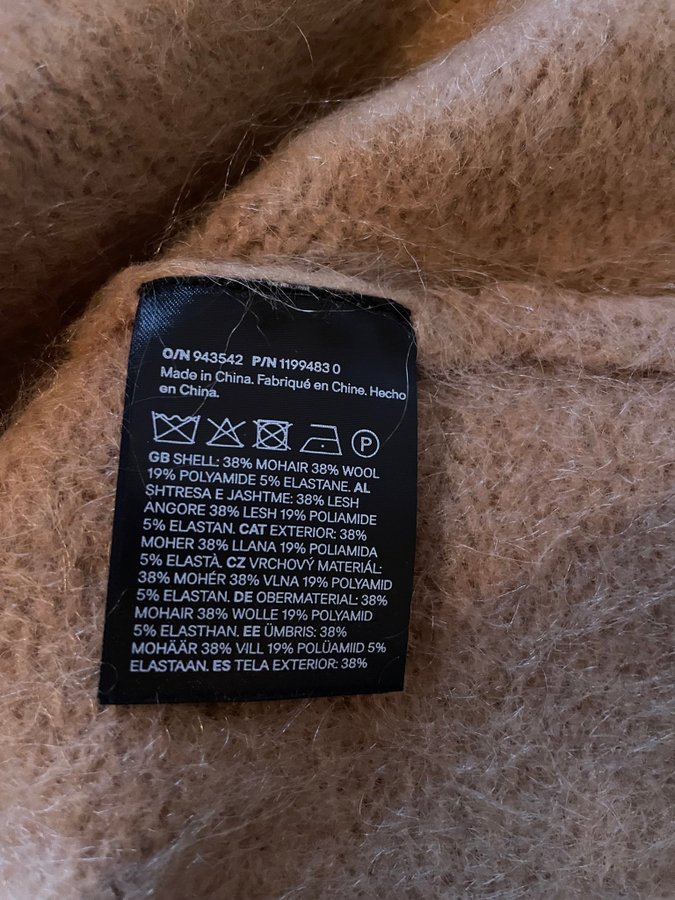 O/N 943542 P/N 1199483 0
Made in China. Fabriqué en Chine. Hecho
en China.
P
GB SHELL: 38% MOHAIR 38% WOOL
19% POLYAMIDE 5% ELASTANE. AL
SHTRESA E JASHTME: 38% LESH
ANGORE 38% LESH 19% POLIAMIDE
5% ELASTAN. CAT EXTERIOR: 38%
MOHER 38% LLANA 19% POLIAMIDA
5% ELASTÀ. CZ VRCHOVÝ MATERIÁL:
38% MOHÉR 38% VLNA 19% POLYAMID
5% ELASTAN. DE OBERMATERIAL: 38%
MOHAIR 38% WOLLE 19% POLYAMID
5% ELASTHAN. EE ÜMBRIS: 38%
MOHÄÄR 38% VILL 19% POLÜAMIID 5%
ELASTAAN. ES TELA EXTERIOR: 38%